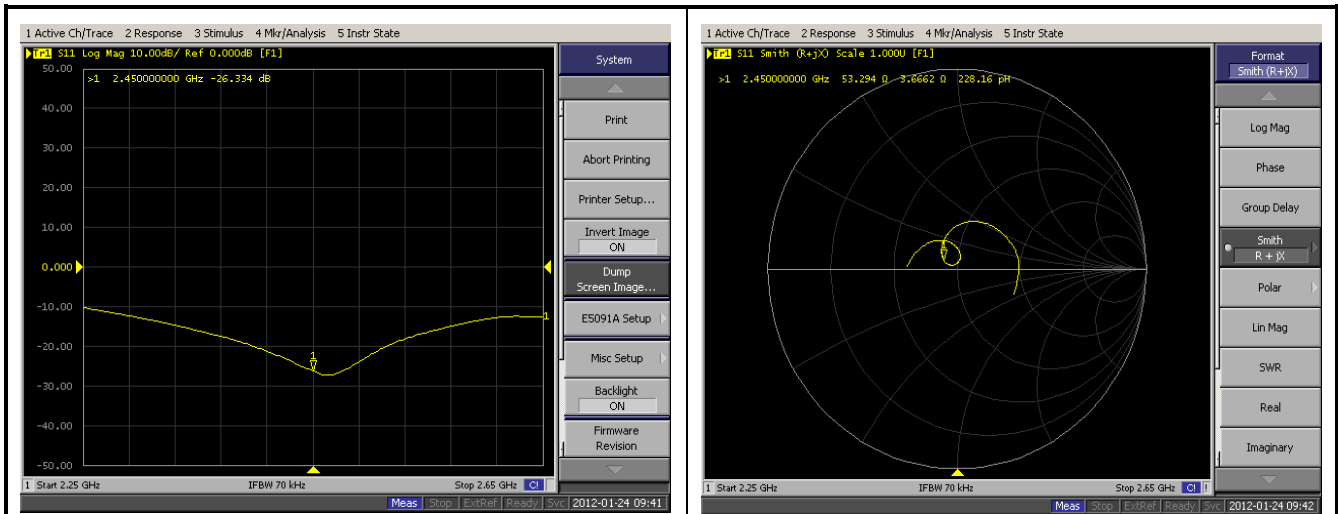 1 Active Ch/Trace 2 Response 3 Stimulus 4 Mkr/Analysis 5 Instr State
Tr1 S11 Log Mag 10.00dB/ Ref 0.000dB [F1]
50.00
>1 2.450000000 GHz -26.334 dB
40.00
30.00
20.00
10.00
0.000
-10.00
1
-20.00
1
-30.00
-40.00
-50.00
1 Start 2.25 GHz IFBW 70 kHz Stop 2.65 GHz C!
System
Print
Abort Printing
Printer Setup...
Invert Image
ON
Dump
Screen Image...
E5091A Setup
Misc Setup
Backlight
ON
Firmware
Revision
Meas Stop ExtRef Ready Svc 2012-01-24 09:41
1 Active Ch/Trace 2 Response 3 Stimulus 4 Mkr/Analysis 5 Instr State
Tr1 S11 Smith (R+jX) Scale 1.000U [F1]
>1 2.450000000 GHz 53.294 Ω 3.6662 Ω 228.16 pH
1 Start 2.25 GHz IFBW 70 kHz Stop 2.65 GHz C! !
Format
Smith (R+jX)
Log Mag
Phase
Group Delay
Smith
R + jX
Polar
Lin Mag
SWR
Real
Imaginary
Meas Stop ExtRef Ready Svc 2012-01-24 09:42